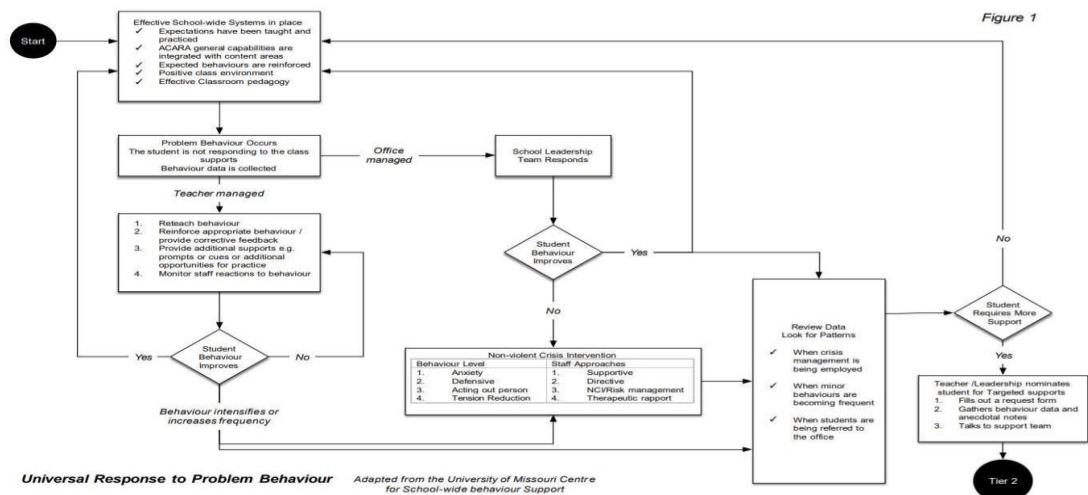 Figure 1
Start
Effective School-wide Systems in place
✓ Expectations have been taught and
practiced
✓ ACARA general capabilities are
integrated with content areas
✓ Expected behaviours are reinforced
✓ Positive class environment
✓ Effective Classroom pedagogy
Problem Behaviour Occurs
The student is not responding to the class
supports
Behaviour data is collected
Office
managed
School Leadership
Team Responds
Teacher managed
1. Reteach behaviour
2. Reinforce appropriate behaviour /
provide corrective feedback
3. Provide additional supports e.g.
prompts or cues or additional
opportunities for practice
4. Monitor staff reactions to behaviour
Student
Behaviour
Improves
Yes
No
Student
Behaviour
Improves
Yes
No
Behaviour intensifies or
increases frequency
Non-violent Crisis Intervention
Behaviour Level
1. Anxiety
2. Defensive
3. Acting out person
4. Tension Reduction
Staff Approaches
1. Supportive
2. Directive
3. NCI/Risk management
4. Therapeutic rapport
Review Data
Look for Patterns
✓ When crisis
management is
being employed
✓ When minor
behaviours are
becoming frequent
✓ When students are
being referred to
the office
No
Student
Requires More
Support
Yes
Teacher /Leadership nominates
student for Targeted supports
1. Fills out a request form
2. Gathers behaviour data and
anecdotal notes
3. Talks to support team
Tier 2
Universal Response to Problem Behaviour
Adapted from the University of Missouri Centre
for School-wide behaviour Support